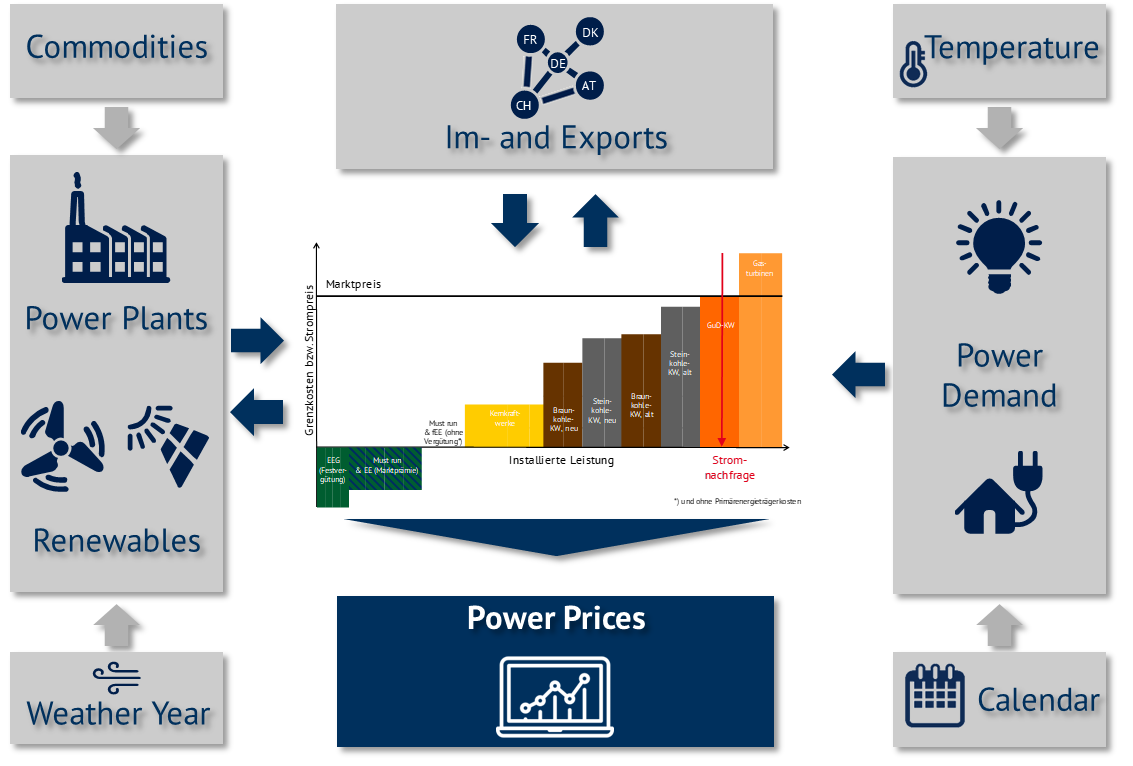 Commodities
FR
DK
DE
AT
CH
Im- and Exports
Temperature
Power Plants
Renewables
Grenzkosten bzw. Strompreis
Marktpreis
EEG
(Festver-
gütung)
Must run
& EE (Marktprämie)
Must run
& fEE (ohne
Vergütung*)
Kernkraft-
werke
Braun-
kohle-
KW, neu
Stein-
kohle-
KW, neu
Braun-
kohle-
KW, alt
Stein-
kohle-
KW, alt
GuD-KW
Gas-
turbinen
Installierte Leistung
Strom-
nachfrage
*) und ohne Primärenergieträgerkosten
Power
Demand
Weather Year
Power Prices
Calendar